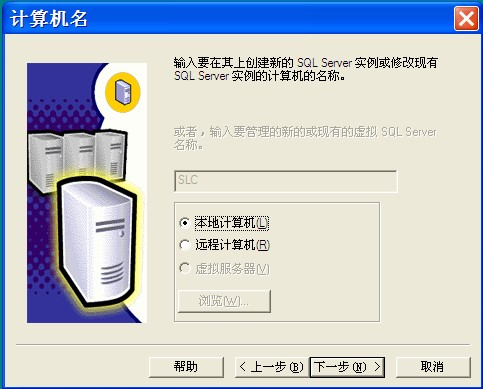 计算机名
输入要在其上创建新的 SQL Server 实例或修改现有
SQL Server 实例的计算机的名称。
或者，输入要管理的新的或现有的虚拟 SQL Server
名称。
SLC
本地计算机(L)
远程计算机(R)
虚拟服务器(V)
浏览(W)...
帮助
< 上一步(B)
下一步(N) >
取消